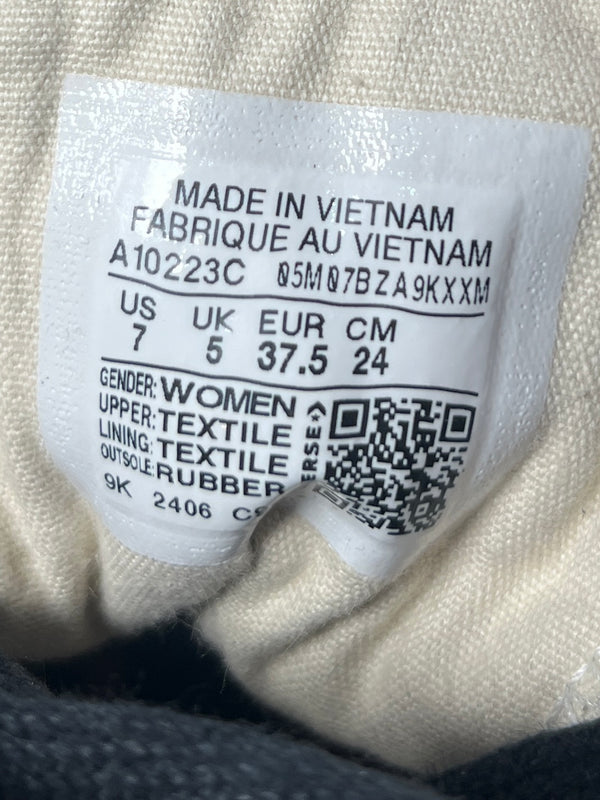 MADE IN VIETNAM
FABRIQUE AU VIETNAM
A10223C 05M07BZA9KXXM
US UK EUR CM
7 5 37.5 24
GENDER: WOMEN
UPPER: TEXTILE
LINING: TEXTILE
OUTSOLE: RUBBER
9K 2406